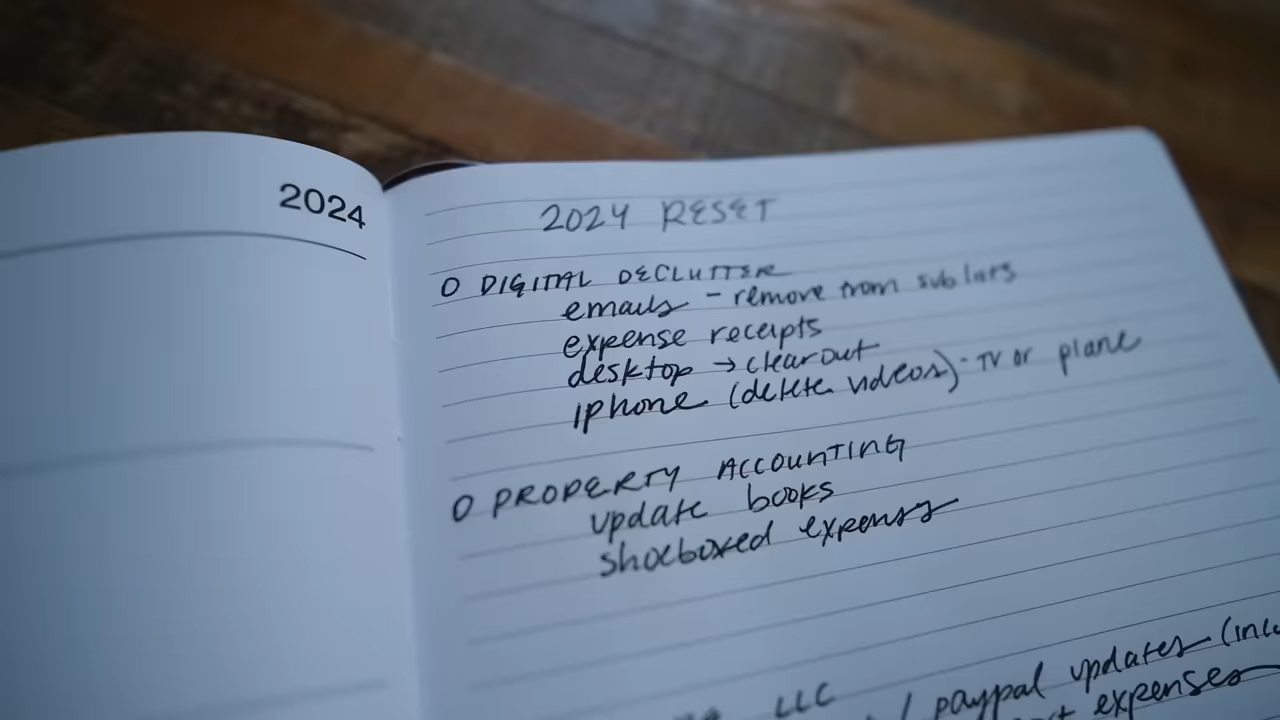 2024
2024 RESET
O DIGITAL DECLUTTER
emails - remove from sub lists
expense receipts
desktop → clear out
iphone (delete videos) - TV or plane
O PROPERTY ACCOUNTING
update books
shoeboxed expenses
LLC
/ paypal updates
expenses